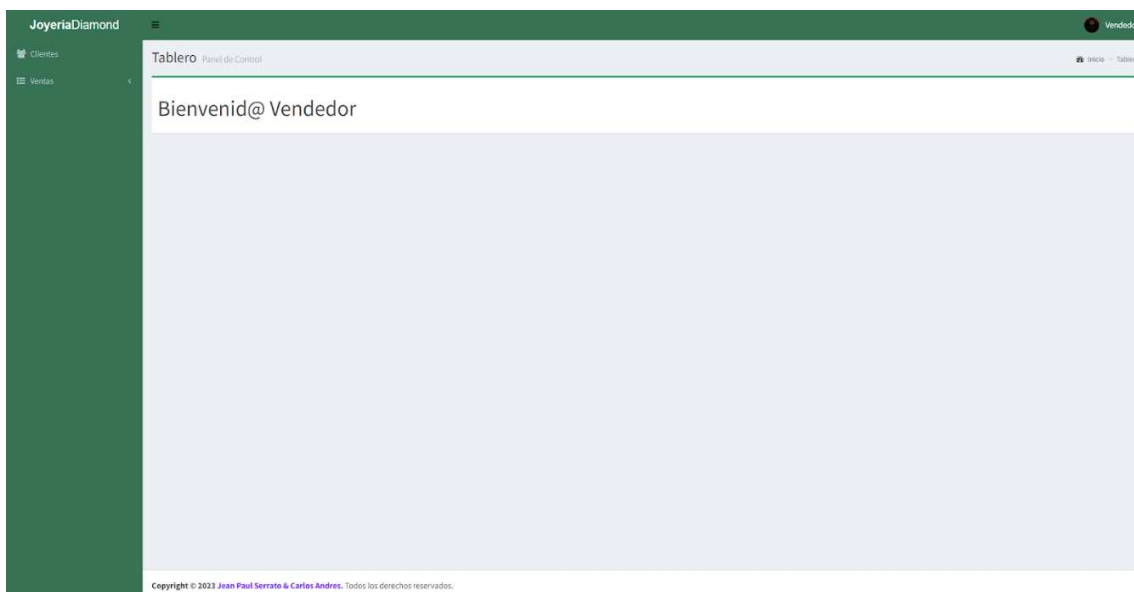 JoyeriaDiamond
Clientes
Ventas
Tablero Panel de Control
Inicio
Bienvenid@ Vendedor
Copyright © 2023 Jean Paul Serrato & Carlos Andres. Todos los derechos reservados.